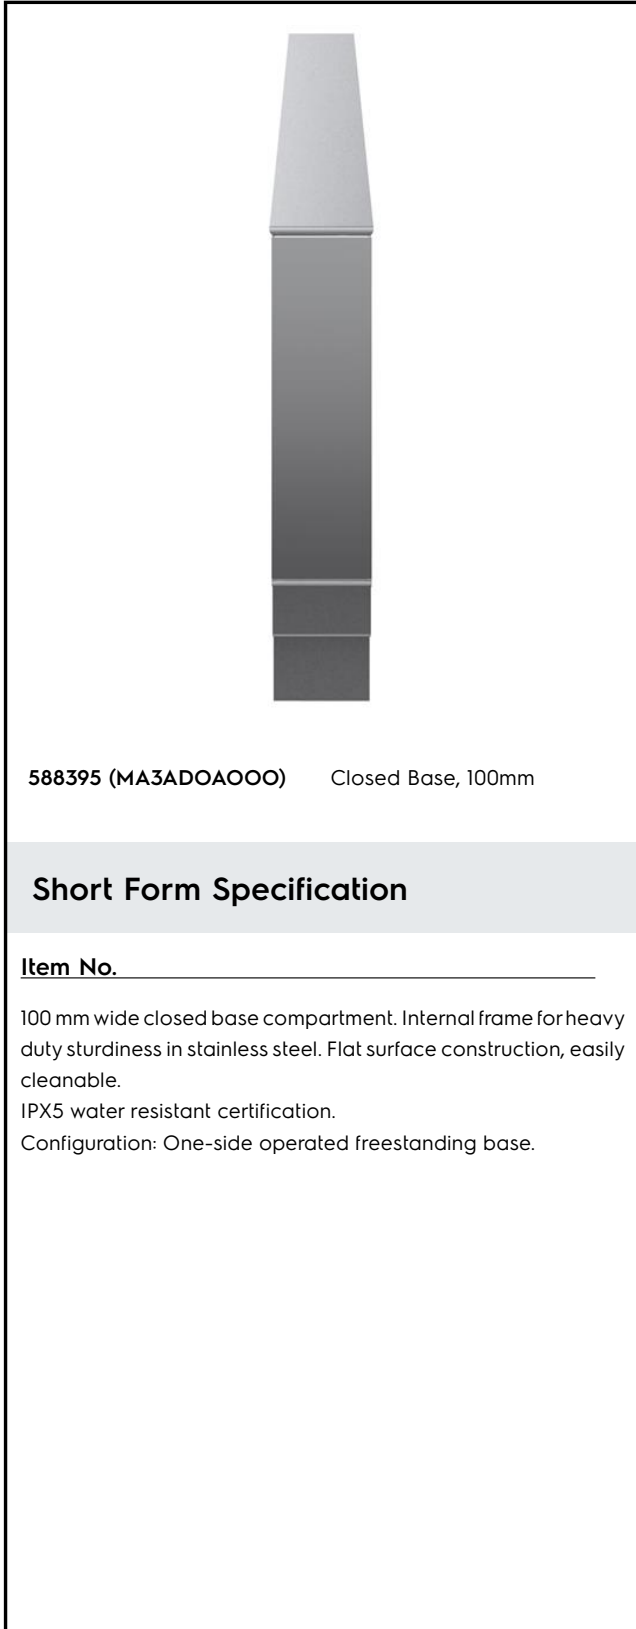 588395 (MA3ADOAOOO) Closed Base, 100mm
Short Form Specification
Item No.
100 mm wide closed base compartment. Internal frame for heavy
duty sturdiness in stainless steel. Flat surface construction, easily
cleanable.
IPX5 water resistant certification.
Configuration: One-side operated freestanding base.